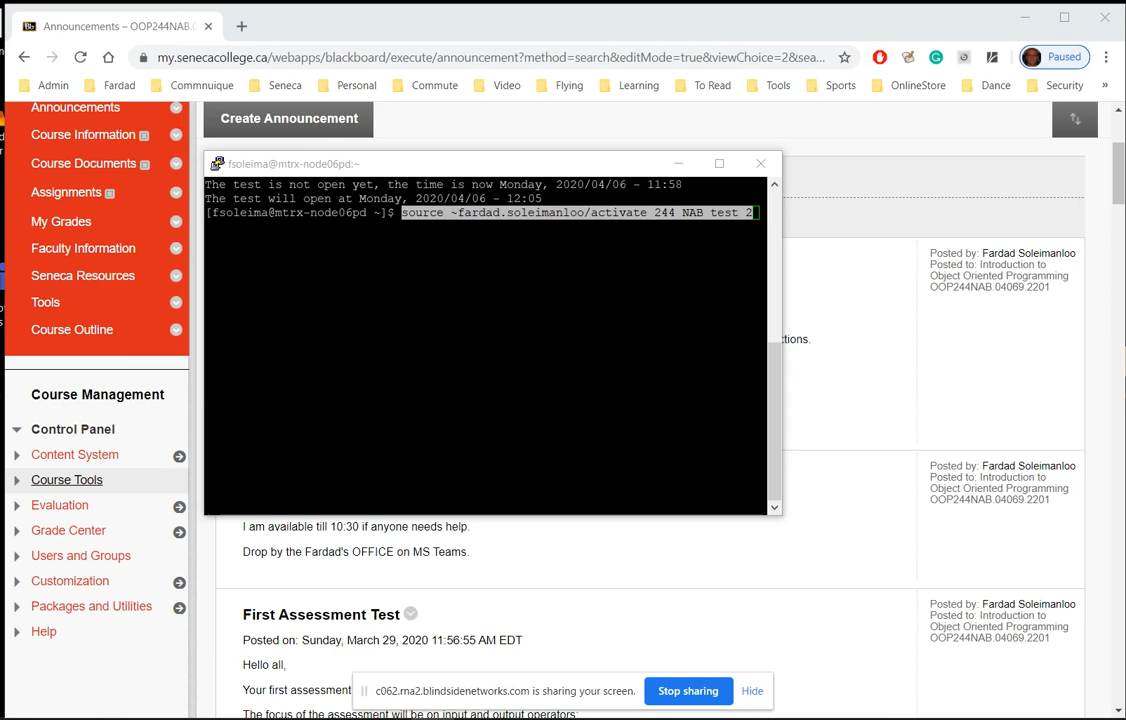 Announcements – OOP244NAB.
my.senecacollege.ca/webapps/blackboard/execute/announcement?method=search&editMode=true&viewChoice=2&sea...
Paused
Admin Fardad Commnuique Seneca Personal Commute Video Flying Learning To Read Tools Sports OnlineStore Dance Security »
Announcements
Course Information
Course Documents
Assignments
My Grades
Faculty Information
Seneca Resources
Tools
Course Outline
Course Management
Control Panel
Content System
Course Tools
Evaluation
Grade Center
Users and Groups
Customization
Packages and Utilities
Help
Create Announcement
fsoleima@mtrx-node06pd:~
The test is not open yet, the time is now Monday, 2020/04/06 - 11:58
The test will open at Monday, 2020/04/06 - 12:05
[fsoleima@mtrx-node06pd ~]$ source ~fardad.soleimanloo/activate 244 NAB test 2
ctions.
Posted by: Fardad Soleimanloo
Posted to: Introduction to
Object Oriented Programming
OOP244NAB.04069.2201
I am available till 10:30 if anyone needs help.
Drop by the Fardad's OFFICE on MS Teams.
Posted by: Fardad Soleimanloo
Posted to: Introduction to
Object Oriented Programming
OOP244NAB.04069.2201
First Assessment Test
Posted on: Sunday, March 29, 2020 11:56:55 AM EDT
Hello all,
Your first assessment
The focus of the assessment will be on input and output operators:
Posted by: Fardad Soleimanloo
Posted to: Introduction to
Object Oriented Programming
OOP244NAB.04069.2201
c062.rna2.blindsidenetworks.com is sharing your screen.
Stop sharing
Hide